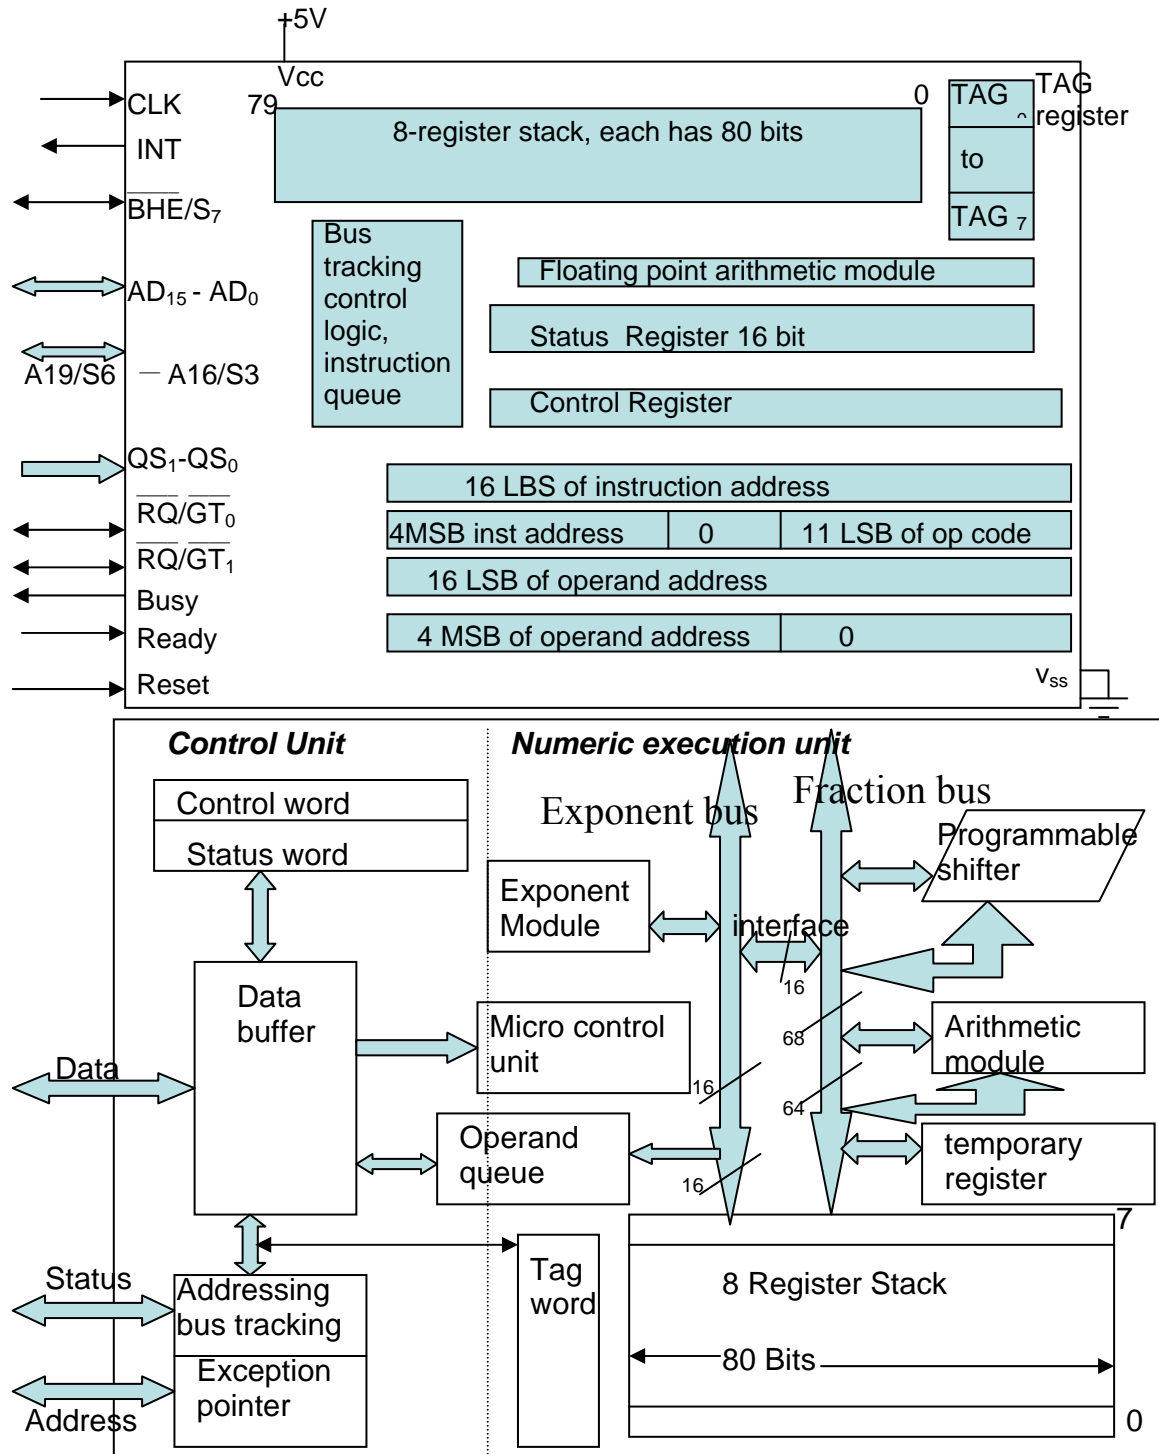 +5V
Vcc
CLK
79
0
TAG 0
TAG
register
8-register stack, each has 80 bits
INT
to
BHE/S7
TAG 7
Bus
tracking
control
logic,
instruction
queue
Floating point arithmetic module
AD15 - AD0
Status Register 16 bit
A19/S6 — A16/S3
Control Register
QS1-QS0
16 LBS of instruction address
RQ/GT0
4MSB inst address
0
11 LSB of op code
RQ/GT1
16 LSB of operand address
Busy
Ready
4 MSB of operand address
0
Reset
vss
Control Unit
Numeric execution unit
Control word
Status word
Exponent bus
Fraction bus
Programmable
shifter
Exponent
Module
interface
16
Data
buffer
Micro control
unit
68
Arithmetic
module
Data
16
64
Operand
queue
16
temporary
register
7
Status
Addressing
bus tracking
Tag
word
8 Register Stack
80 Bits
Exception
pointer
Address
0